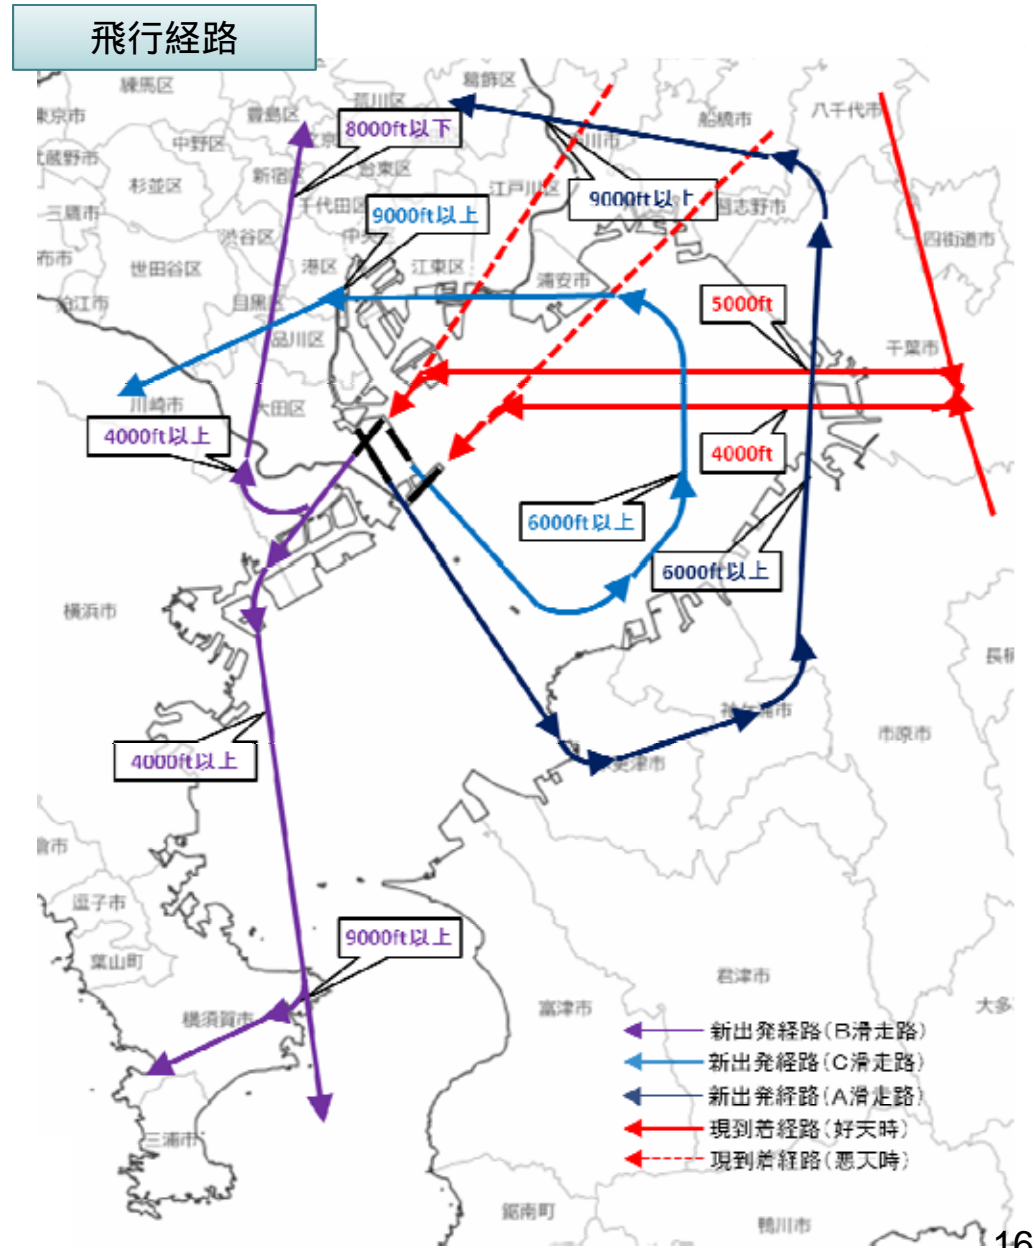 飛行経路
練馬区
葛飾区
荒川区
豊島区
八千代市
東京市
船橋市
8000ft以下
中野区
市川市
武蔵野市
台東区
新宿区
杉並区
江戸川区
9000ft以上
千代田区
習志野市
三鷹市
9000ft以上
渋谷区
中央区
四街道市
世田谷区
港区
江東区
浦安市
狛江市
目黒区
5000ft
品川区
千葉市
川崎市
大田区
4000ft以上
4000ft
6000ft以上
6000ft以上
横浜市
長柄
袖ケ浦市
市原市
4000ft以上
木更津市
倉市
逗子市
9000ft以上
葉山町
君津市
富津市
大多
横須賀市
新出発経路(B滑走路)
新出発経路(C滑走路)
新出発経路(A滑走路)
現到着経路(好天時)
三浦市
現到着経路(悪天時)
鋸南町
鴨川市
16